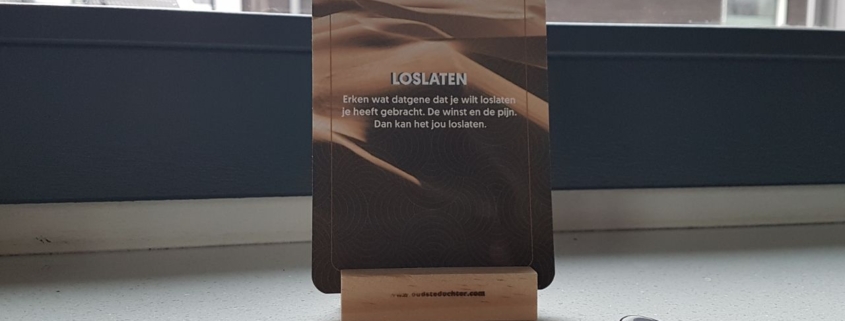 LOSLATEN
Erken wat datgene dat je wilt loslaten
je heeft gebracht. De winst en de pijn.
Dan kan het jou loslaten.